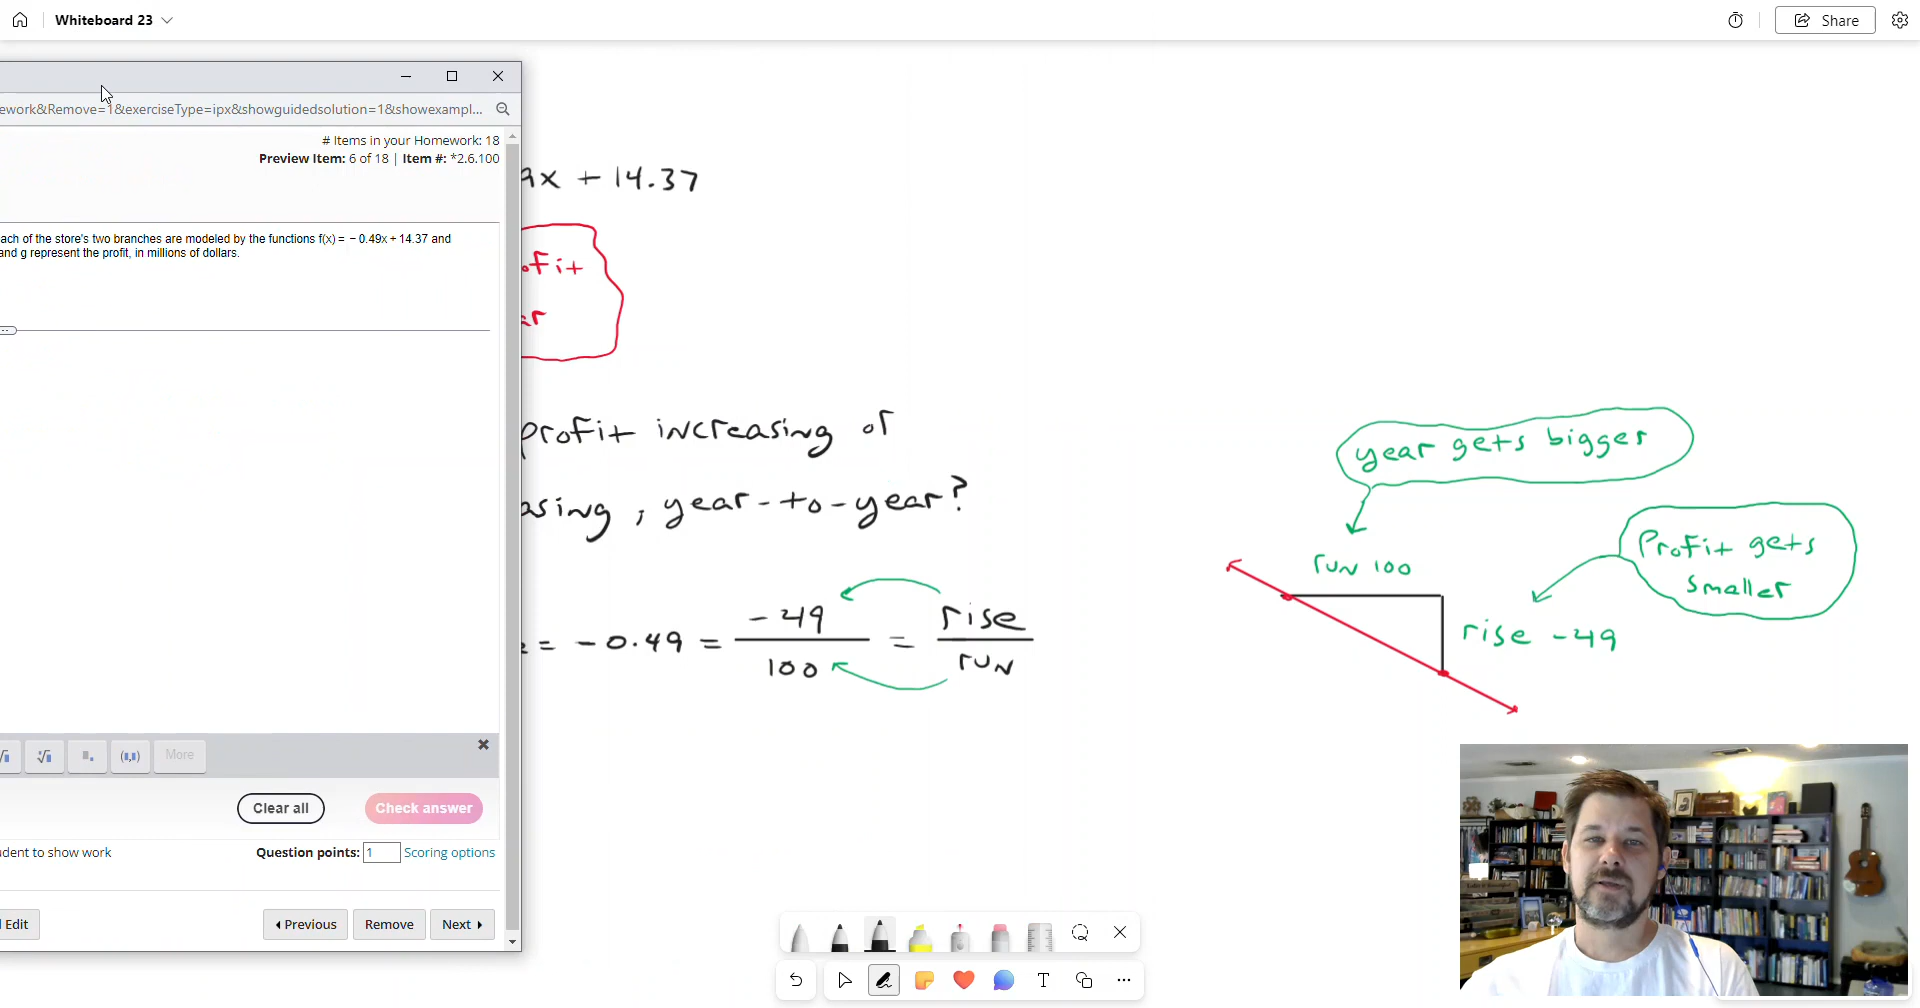 Whiteboard 23
Share
ework&Remove=1&exerciseType=ipx&showguidedsolution=1&showexampl...
# Items in your Homework: 18
Preview Item: 6 of 18 | Item #: *2.6.100
ach of the store's two branches are modeled by the functions f(x) = − 0.49x + 14.37 and
and g represent the profit, in millions of dollars.
9x + 14.37
ofit
ar
profit increasing of
asing, year-to-year?
= -0.49 = -49/100 = rise/run
year gets bigger
Profit gets
smaller
run 100
rise -49
More
Clear all
Check answer
udent to show work
Question points: 1 Scoring options
Edit
Previous
Remove
Next
T